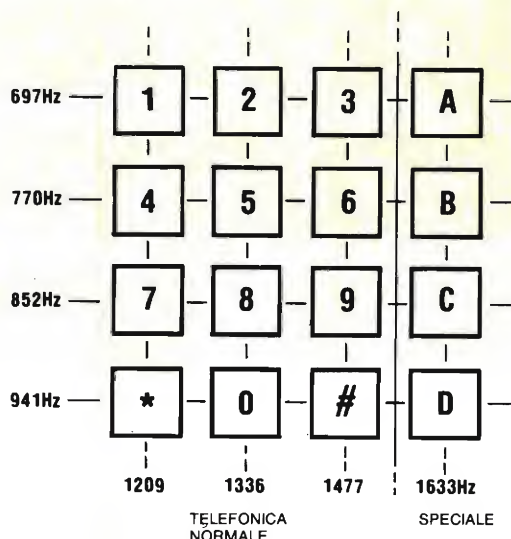 697Hz 1 2 3 A
770Hz 4 5 6 B
852Hz 7 8 9 C
941Hz * 0 # D
1209 1336 1477 1633Hz
TELEFONICA SPECIALE
NORMALE